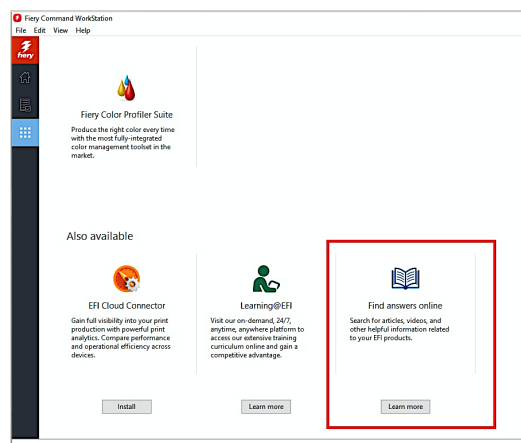 Fiery Command WorkStation
File Edit View Help
fiery
Fiery Color Profiler Suite
Produce the right color every time
with the most fully-integrated
color management toolset in the
market.
Also available
EFI Cloud Connector
Gain full visibility into your print
production with powerful print
analytics. Compare performance
and operational efficiency across
devices.
Install
Learning@EFI
Visit our on-demand, 24/7,
anytime, anywhere platform to
access our extensive training
curriculum online and gain a
competitive advantage.
Learn more
Find answers online
Search for articles, videos, and
other helpful information related
to your EFI products.
Learn more